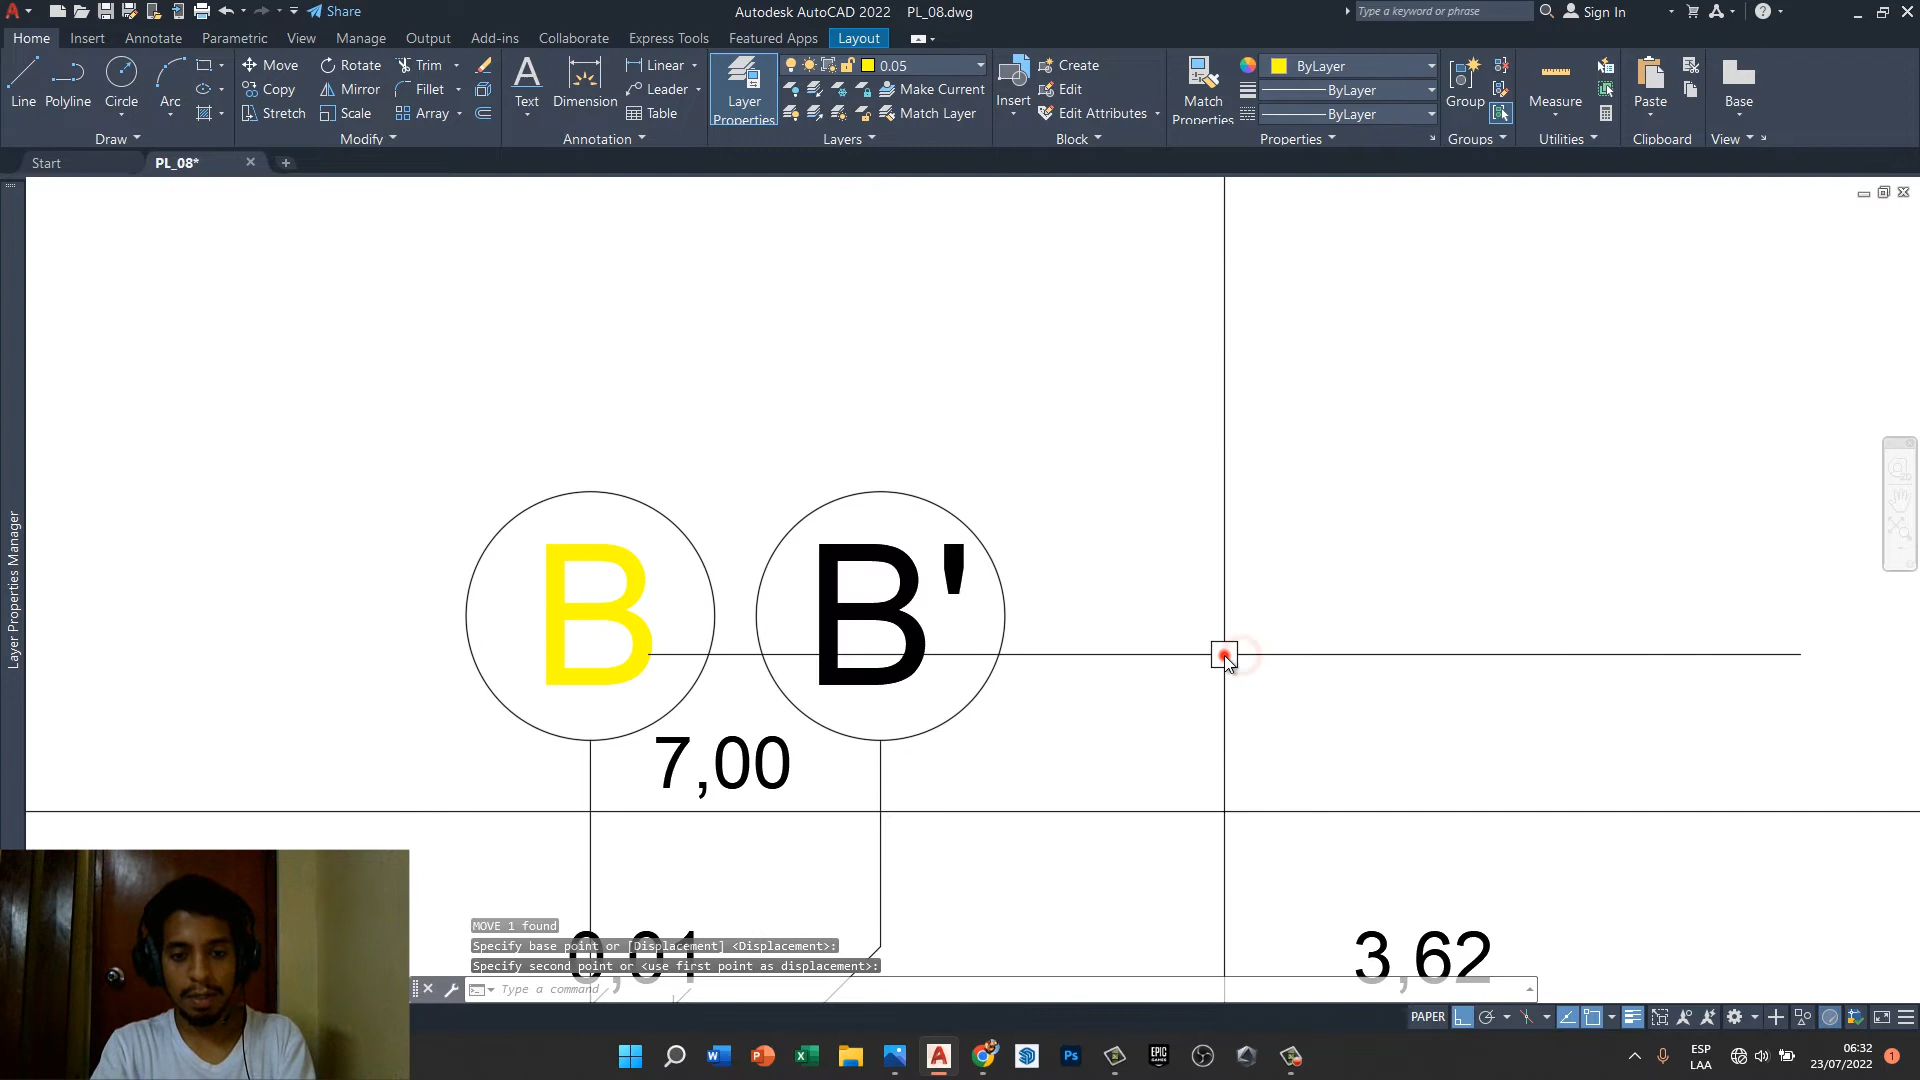 Share
Autodesk AutoCAD 2022 PL_08.dwg
Type a keyword or phrase
Sign In
Home Insert Annotate Parametric View Manage Output Add-ins Collaborate Express Tools Featured Apps Layout
Line Polyline Circle Arc
Move Rotate Trim
Copy Mirror Fillet
Stretch Scale Array
Text Dimension
Linear
Leader
Table
Layer Properties
0.05
Make Current
Match Layer
Insert
Create
Edit
Edit Attributes
Match Properties
ByLayer
ByLayer
ByLayer
Group Measure Paste Base
Draw Modify Annotation Layers Block Properties Groups Utilities Clipboard View
Start PL_08*
Layer Properties Manager
B B'
7,00
0,01
3,62
MOVE 1 found
Specify base point or [Displacement] <Displacement>:
Specify second point or <use first point as displacement>:
Type a command
PAPER
ESP
LAA
06:32
23/07/2022
1